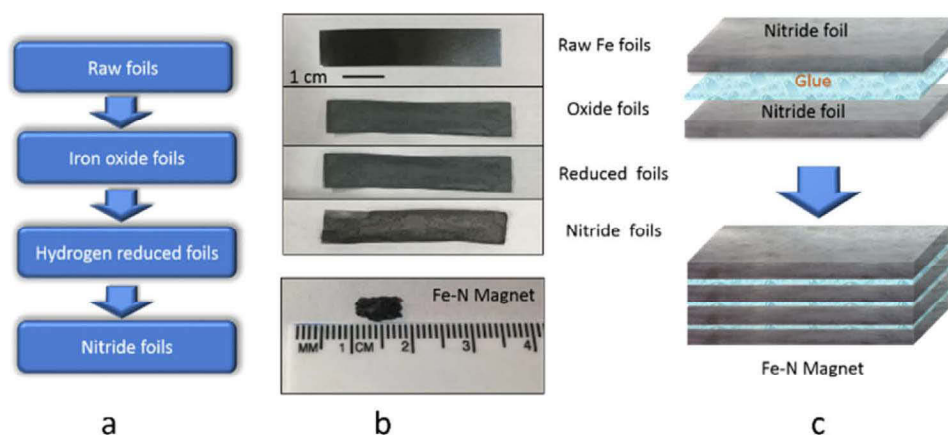 Raw foils
Iron oxide foils
Hydrogen reduced foils
Nitride foils
a
1 cm
Raw Fe foils
Oxide foils
Reduced foils
Nitride foils
Fe-N Magnet
MM 1 CM 2 3 4
b
Nitride foil
Glue
Nitride foil
Fe-N Magnet
c